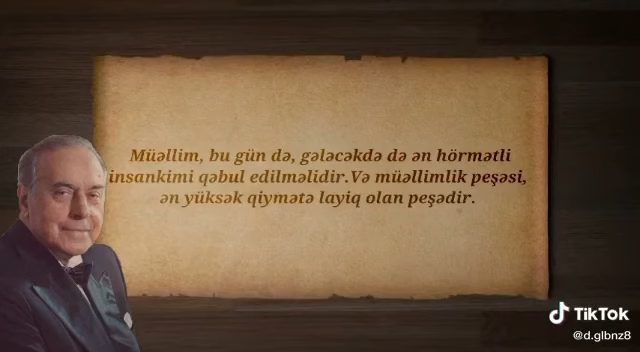 Müəllim, bu gün də, gələcəkdə də ən hörmətli
insankimi qəbul edilməlidir.Və müəllimlik peşəsi,
ən yüksək qiymətə layiq olan peşədir.
TikTok
@d.glbnz8